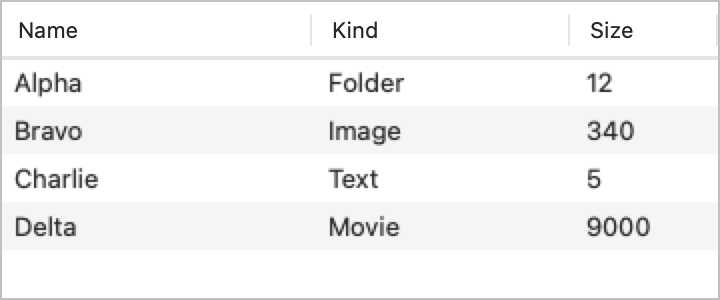 Name Kind Size
Alpha Folder 12
Bravo Image 340
Charlie Text 5
Delta Movie 9000